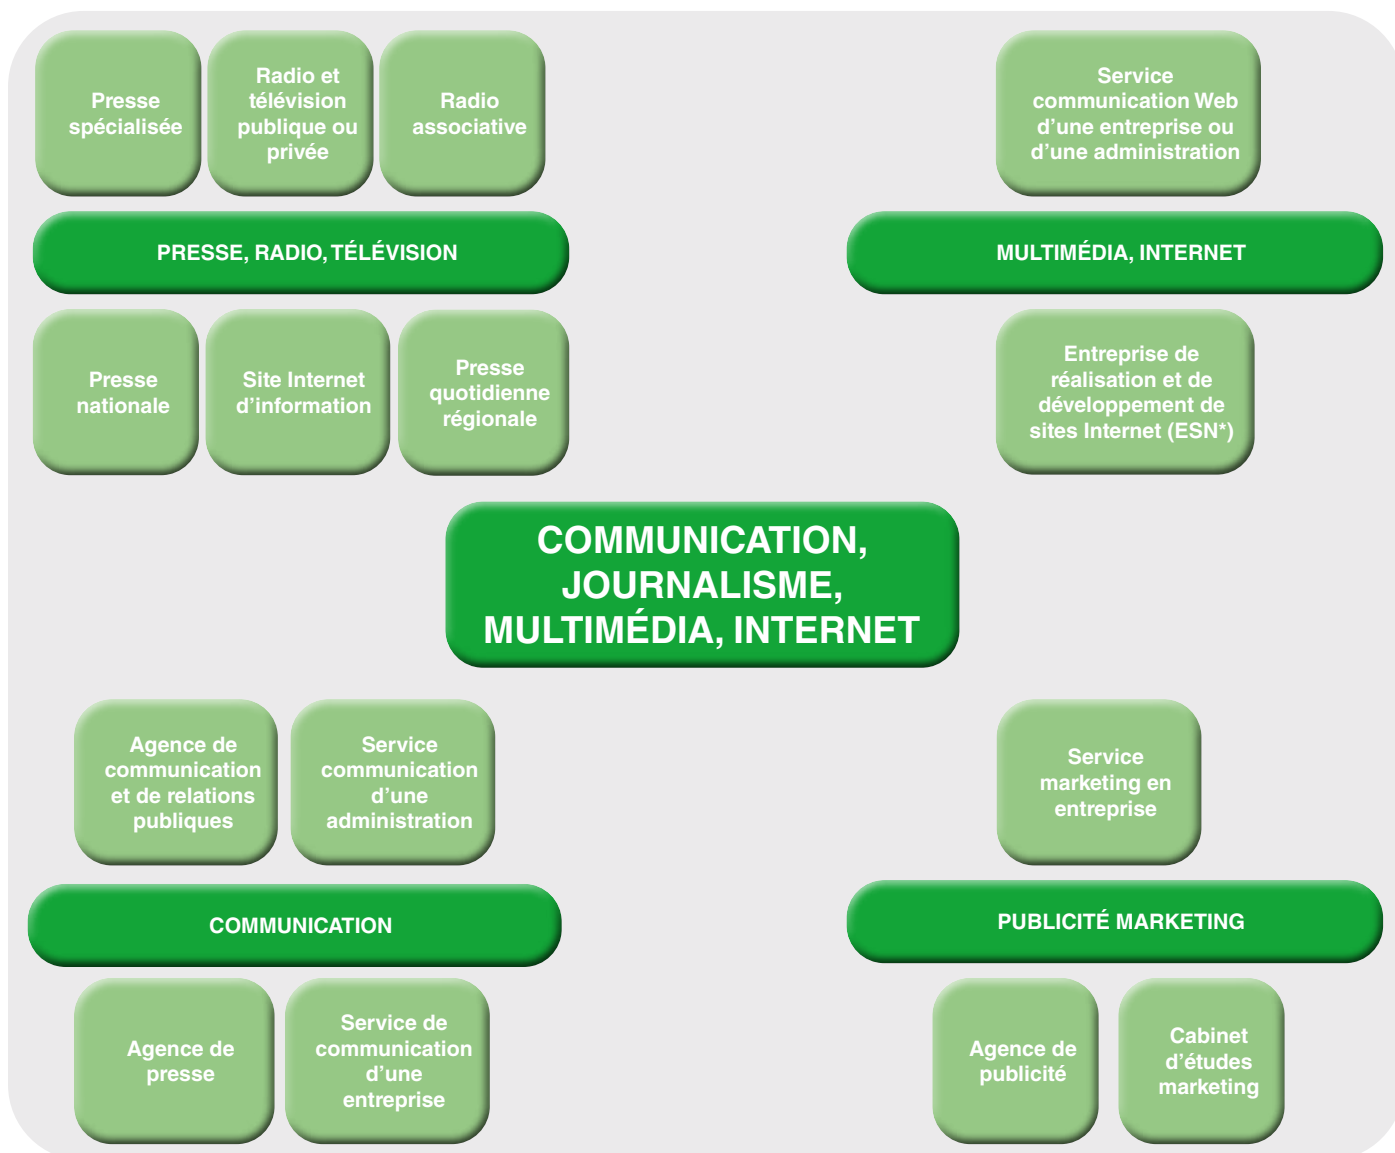 Presse
spécialisée
Radio et
télévision
publique ou
privée
Radio
associative
PRESSE, RADIO, TÉLÉVISION
Presse
nationale
Site Internet
d’information
Presse
quotidienne
régionale
Service
communication Web
d’une entreprise ou
d’une administration
MULTIMÉDIA, INTERNET
Entreprise de
réalisation et de
développement de
sites Internet (ESN*)
COMMUNICATION,
JOURNALISME,
MULTIMÉDIA, INTERNET
Agence de
communication
et de relations
publiques
Service
communication
d’une
administration
COMMUNICATION
Agence de
presse
Service de
communication
d’une
entreprise
Service
marketing en
entreprise
PUBLICITÉ MARKETING
Agence de
publicité
Cabinet
d’études
marketing